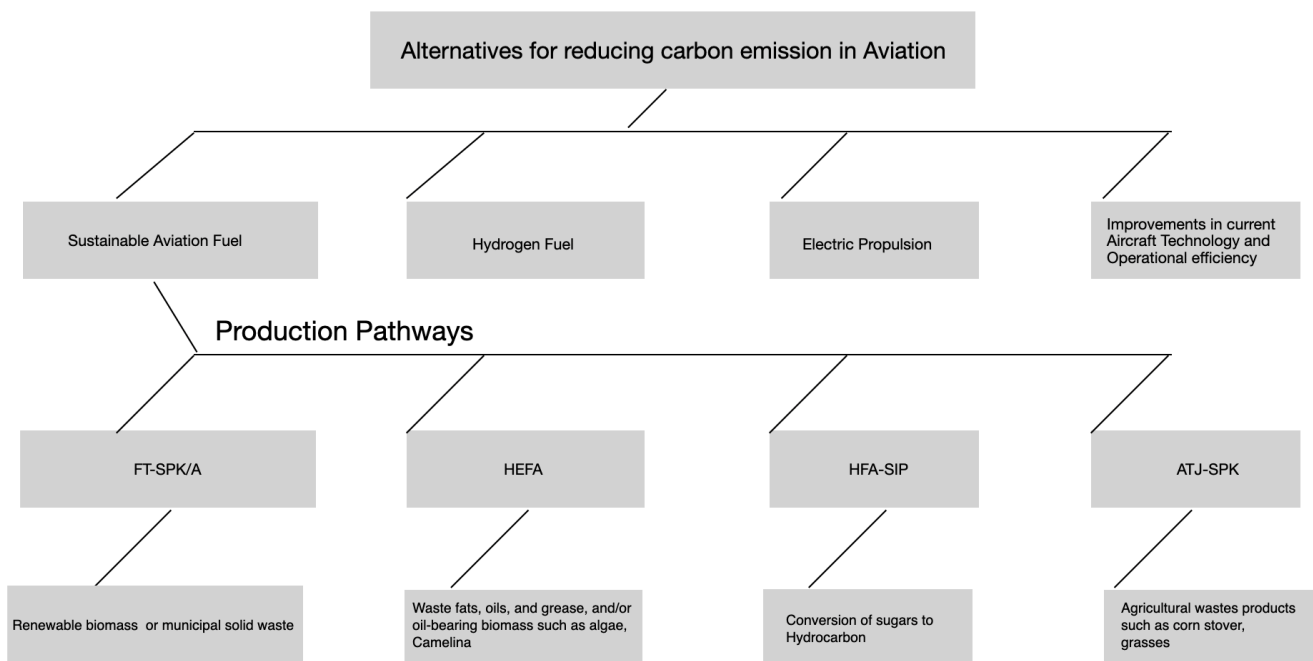 Alternatives for reducing carbon emission in Aviation
Sustainable Aviation Fuel
Hydrogen Fuel
Electric Propulsion
Improvements in current
Aircraft Technology and
Operational efficiency
Production Pathways
FT-SPK/A
HEFA
HFA-SIP
ATJ-SPK
Renewable biomass or municipal solid waste
Waste fats, oils, and grease, and/or
oil-bearing biomass such as algae,
Camelina
Conversion of sugars to
Hydrocarbon
Agricultural wastes products
such as corn stover,
grasses